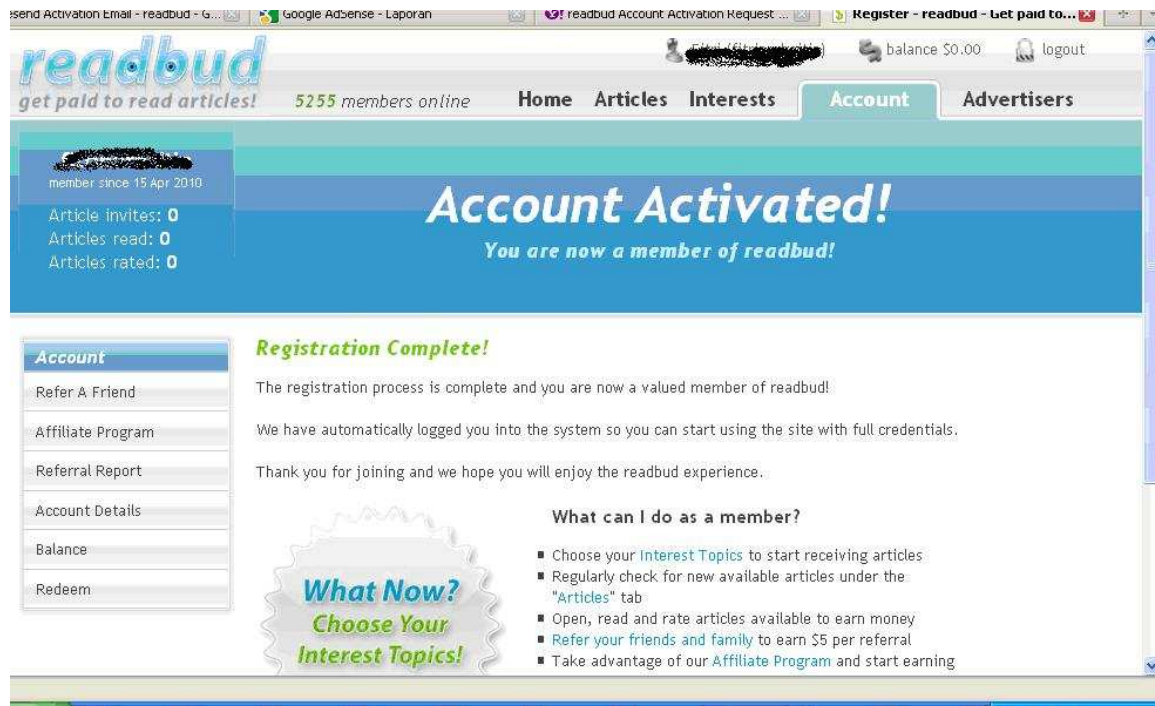 esend Activation Email - readbud - G...
Google AdSense - Laporan
readbud Account Activation Request ...
Register - readbud - Get paid to...
readbud
get paid to read articles!
5255 members online
balance $0.00
logout
Home
Articles
Interests
Account
Advertisers
member since 15 Apr 2010
Article invites: 0
Articles read: 0
Articles rated: 0
Account Activated!
You are now a member of readbud!
Account
Refer A Friend
Affiliate Program
Referral Report
Account Details
Balance
Redeem
Registration Complete!
The registration process is complete and you are now a valued member of readbud!
We have automatically logged you into the system so you can start using the site with full credentials.
Thank you for joining and we hope you will enjoy the readbud experience.
What Now?
Choose Your
Interest Topics!
What can I do as a member?
Choose your Interest Topics to start receiving articles
Regularly check for new available articles under the
"Articles" tab
Open, read and rate articles available to earn money
Refer your friends and family to earn $5 per referral
Take advantage of our Affiliate Program and start earning